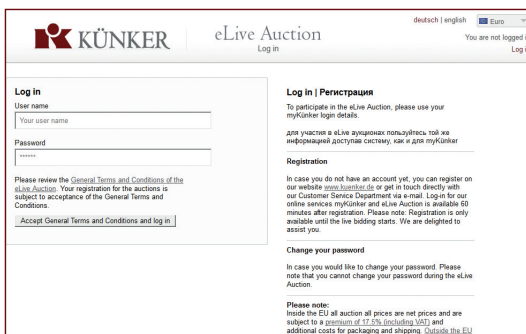 deutsch | english Euro
KÜNKER eLive Auction
Log in
You are not logged i
Log i
Log in
User name
Your user name
Password
******
Please review the General Terms and Conditions of the
eLive Auction. Your registration for the auctions is
subject to acceptance of the General Terms and
Conditions.
Accept General Terms and Conditions and log in
Log in | Регистрация
To participate in the eLive Auction, please use your
myKünker login details.
для участия в eLive аукционах пользуйтесь той же
информацией доступав систему, как и для myKünker
Registration
In case you do not have an account yet, you can register on
our website www.kuenker.de or get in touch directly with
our Customer Service Department via e-mail. Log-in for our
online services myKünker and eLive Auction is available 60
minutes after registration. Please note: Registration is only
available until the live bidding starts. We are delighted to
assist you.
Change your password
In case you would like to change your password. Please
note that you cannot change your password during the eLive
Auction.
Please note:
Inside the EU all auction all prices are net prices and are
subject to a premium of 17.5% (including VAT) and
additional costs for packaging and shipping. Outside the EU